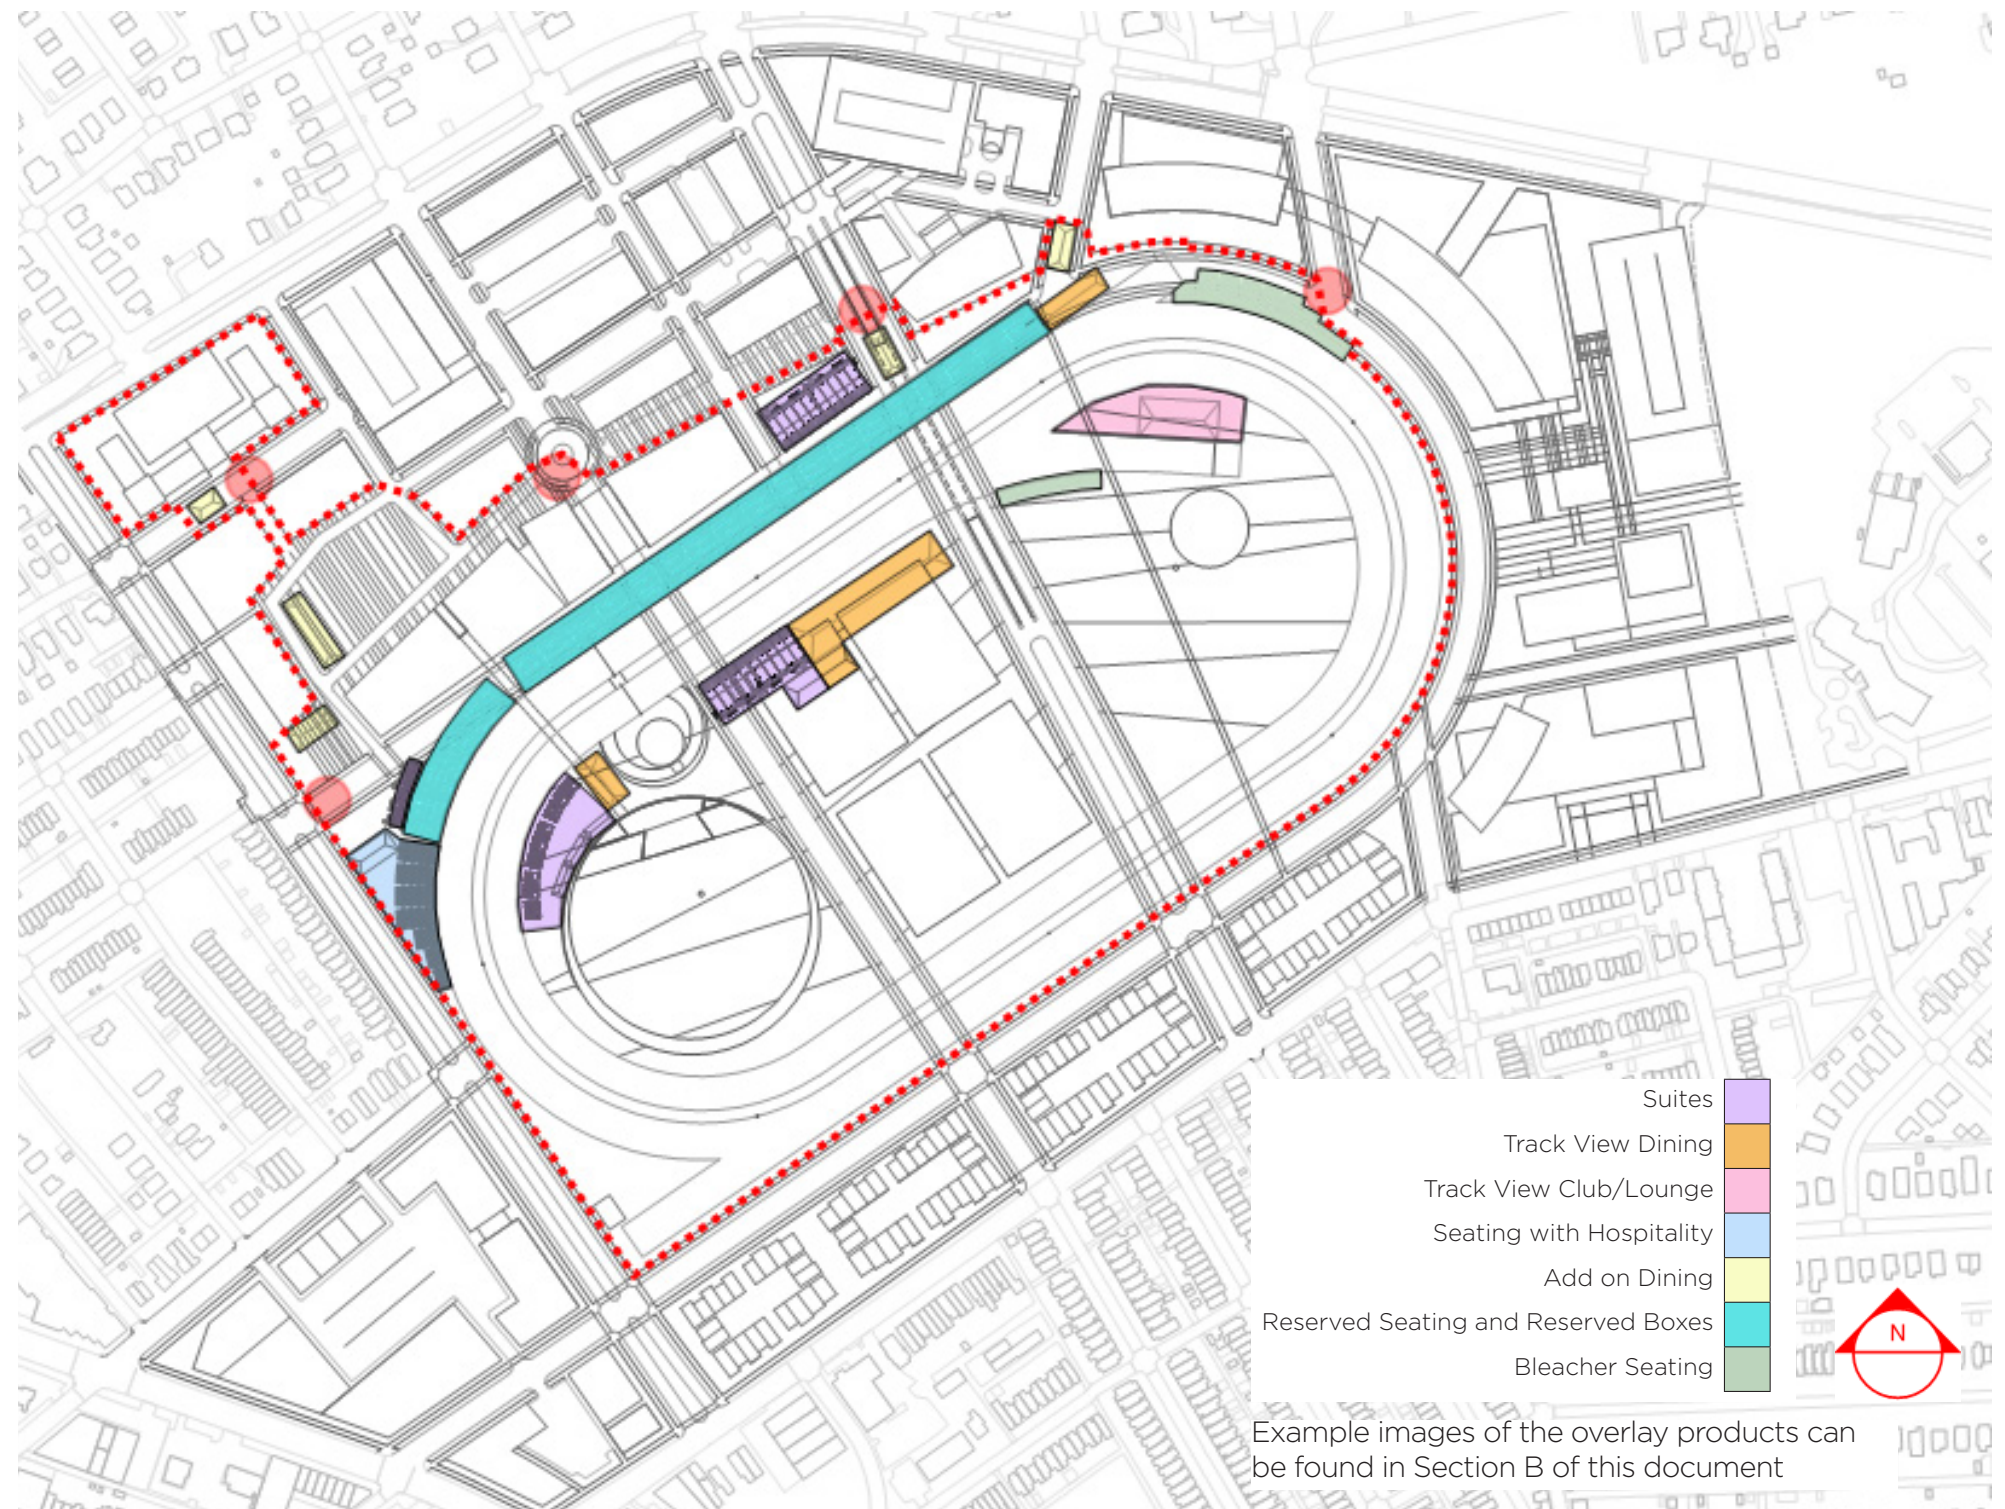 Suites
Track View Dining
Track View Club/Lounge
Seating with Hospitality
Add on Dining
Reserved Seating and Reserved Boxes
Bleacher Seating
N
Example images of the overlay products can
be found in Section B of this document